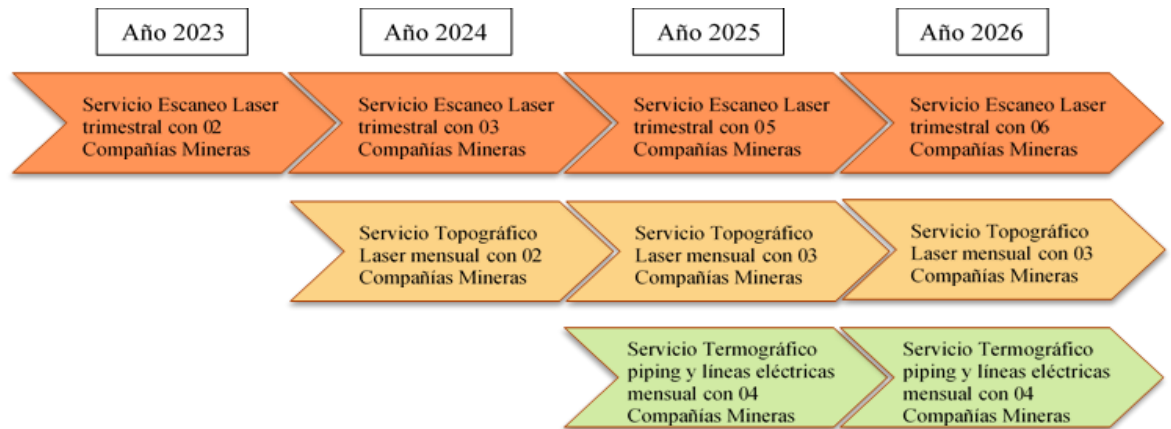 Año 2023
Año 2024
Año 2025
Año 2026
Servicio Escaneo Laser
trimestral con 02
Compañías Mineras
Servicio Escaneo Laser
trimestral con 03
Compañías Mineras
Servicio Escaneo Laser
trimestral con 05
Compañías Mineras
Servicio Escaneo Laser
trimestral con 06
Compañías Mineras
Servicio Topográfico
Laser mensual con 02
Compañías Mineras
Servicio Topográfico
Laser mensual con 03
Compañías Mineras
Servicio Topográfico
Laser mensual con 03
Compañías Mineras
Servicio Termográfico
piping y líneas eléctricas
mensual con 04
Compañías Mineras
Servicio Termográfico
piping y líneas eléctricas
mensual con 04
Compañías Mineras